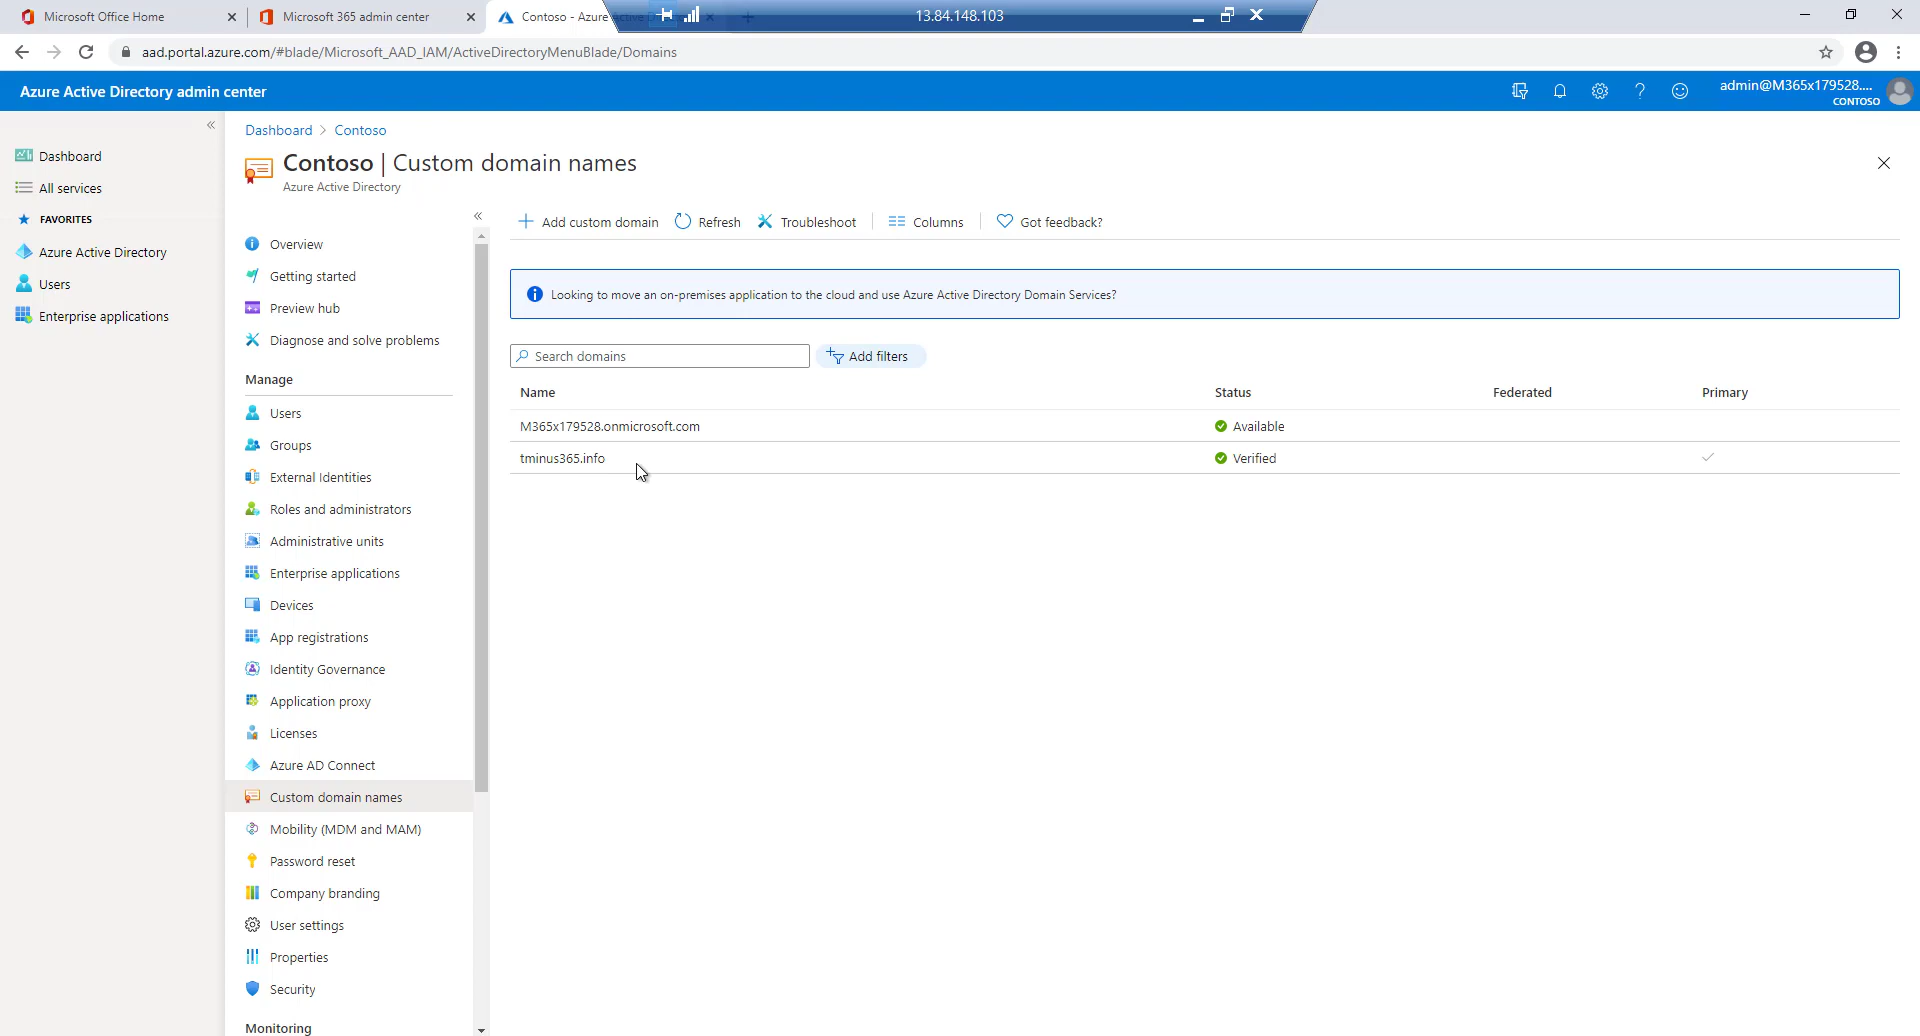 Microsoft Office Home
Microsoft 365 admin center
Contoso - Azure Active D
13.84.148.103
aad.portal.azure.com/#blade/Microsoft_AAD_IAM/ActiveDirectoryMenuBlade/Domains
Azure Active Directory admin center
admin@M365x179528....
CONTOSO
Dashboard > Contoso
Contoso | Custom domain names
Azure Active Directory
Dashboard
All services
FAVORITES
Azure Active Directory
Users
Enterprise applications
Overview
Getting started
Preview hub
Diagnose and solve problems
Manage
Users
Groups
External Identities
Roles and administrators
Administrative units
Enterprise applications
Devices
App registrations
Identity Governance
Application proxy
Licenses
Azure AD Connect
Custom domain names
Mobility (MDM and MAM)
Password reset
Company branding
User settings
Properties
Security
Monitoring
Add custom domain Refresh Troubleshoot Columns Got feedback?
Looking to move an on-premises application to the cloud and use Azure Active Directory Domain Services?
Search domains Add filters
Name Status Federated Primary
M365x179528.onmicrosoft.com Available
tminus365.info Verified